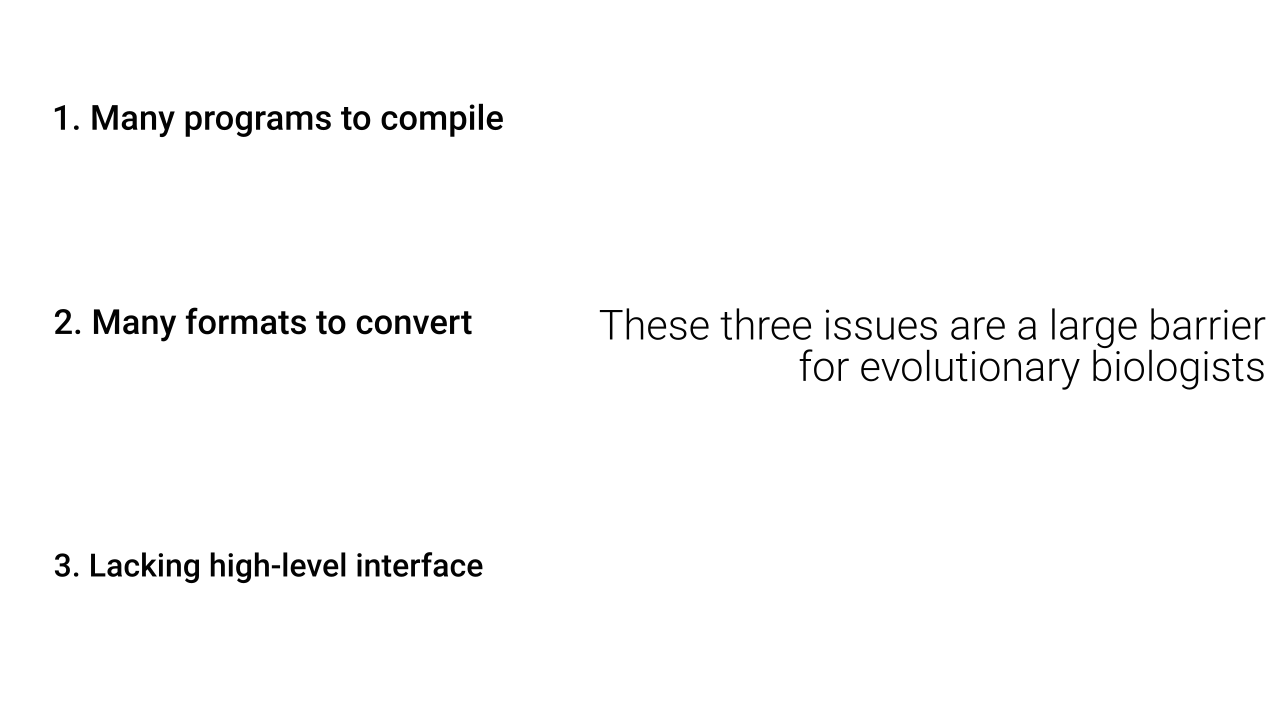 1. Many programs to compile
2. Many formats to convert
These three issues are a large barrier
for evolutionary biologists
3. Lacking high-level interface